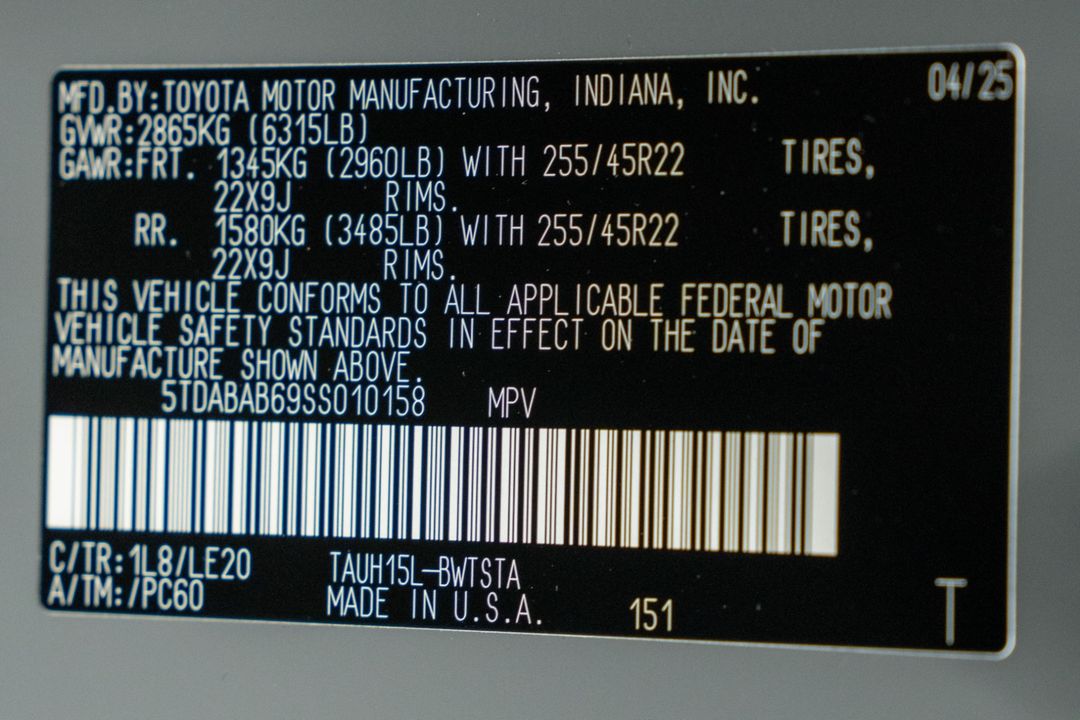 MFD.BY:TOYOTA MOTOR MANUFACTURING, INDIANA, INC. 04/25
GVWR:2865KG (6315LB)
GAWR:FRT. 1345KG (2960LB) WITH 255/45R22 TIRES,
22X9J RIMS.
RR. 1580KG (3485LB) WITH 255/45R22 TIRES,
22X9J RIMS.
THIS VEHICLE CONFORMS TO ALL APPLICABLE FEDERAL MOTOR
VEHICLE SAFETY STANDARDS IN EFFECT ON THE DATE OF
MANUFACTURE SHOWN ABOVE.
5TDABAB69SS010158 MPV
C/TR:1L8/LE20 TAUH15L-BWTSTA
A/TM:/PC60 MADE IN U.S.A. 151 T